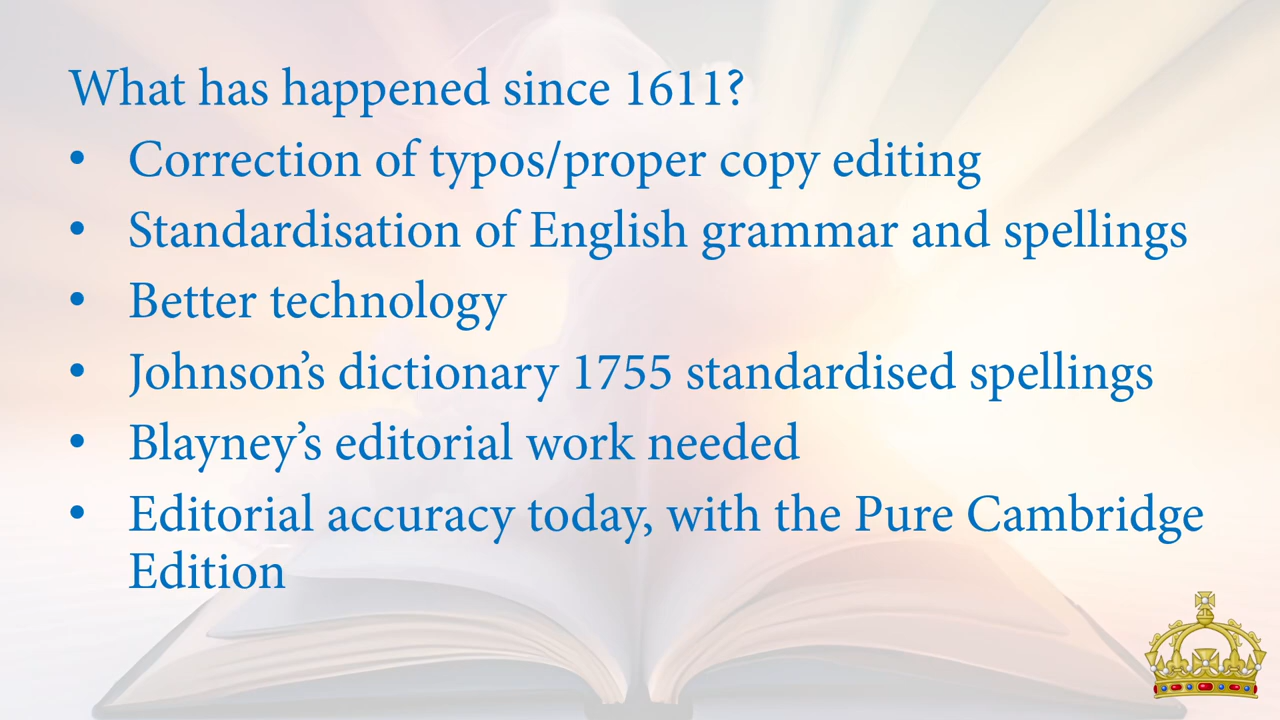 What has happened since 1611?
• Correction of typos/proper copy editing
• Standardisation of English grammar and spellings
• Better technology
• Johnson’s dictionary 1755 standardised spellings
• Blayney’s editorial work needed
• Editorial accuracy today, with the Pure Cambridge
Edition